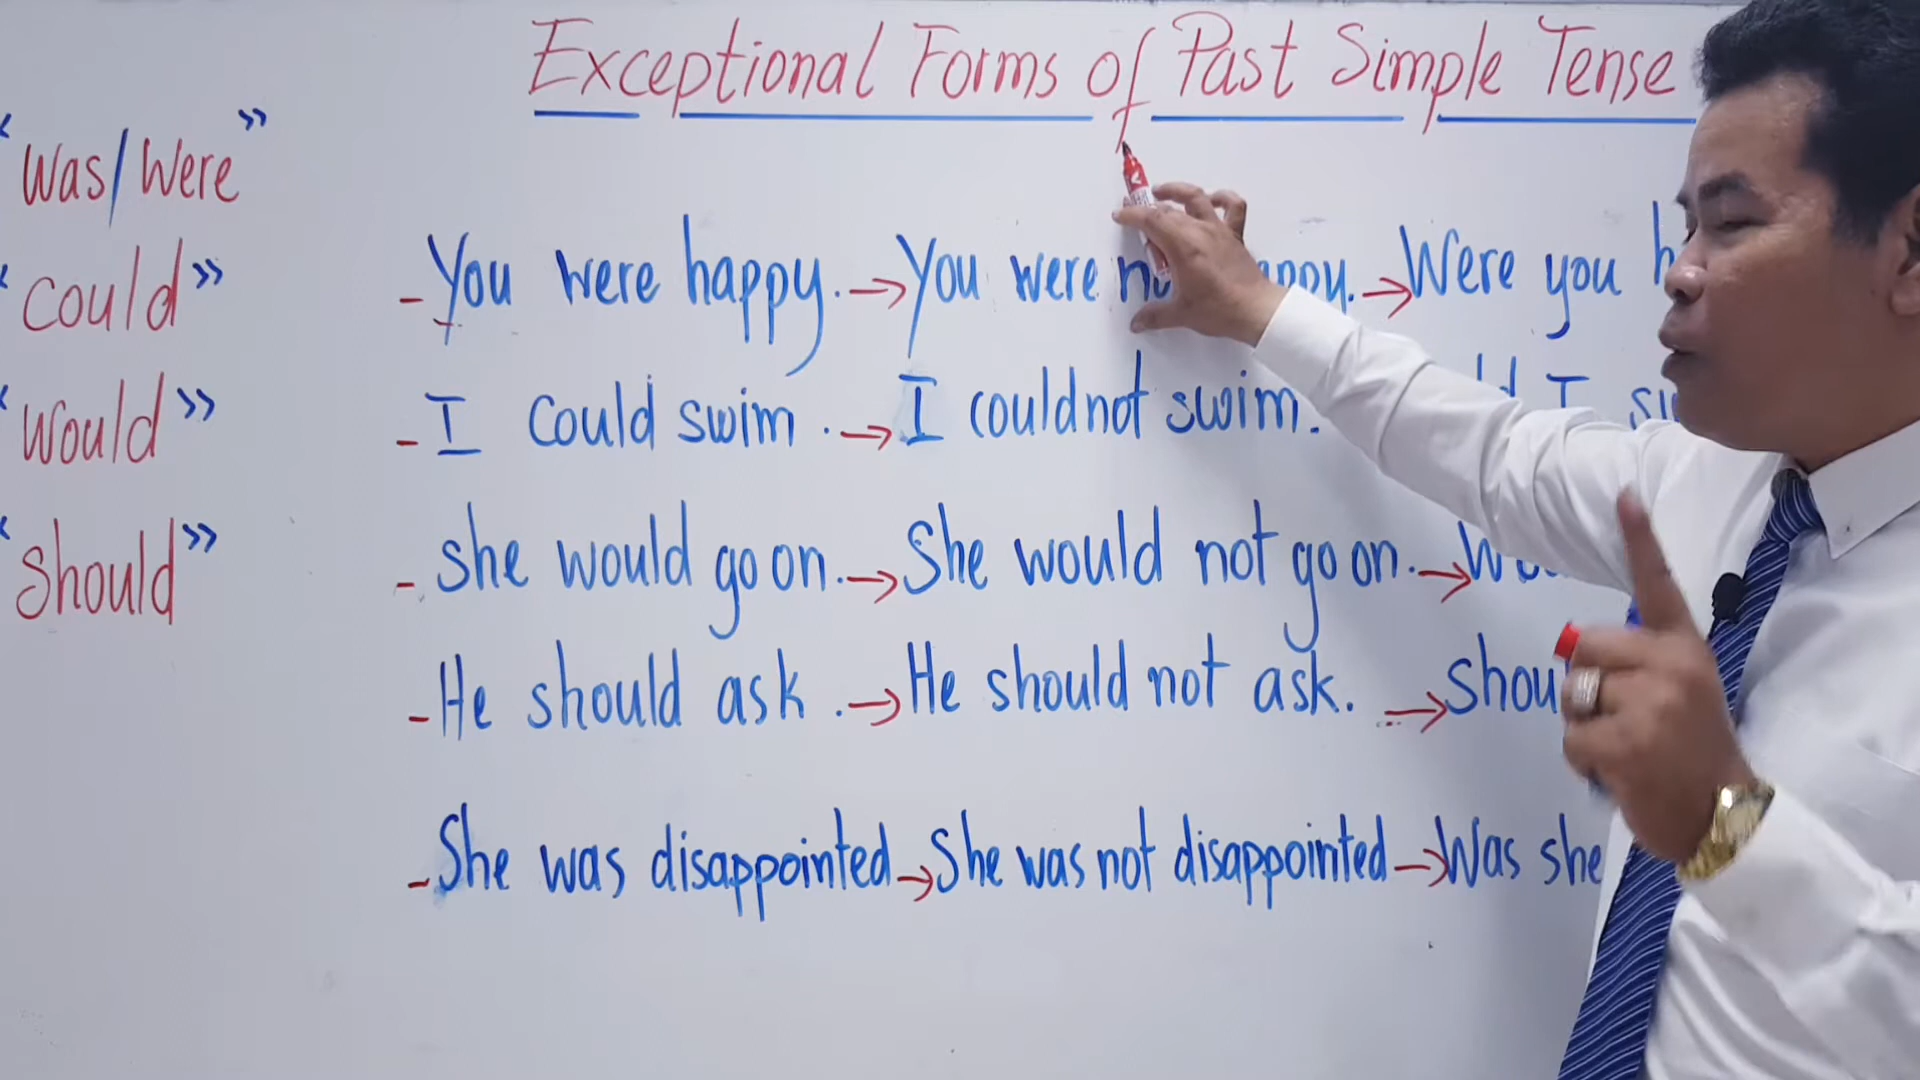 Exceptional Forms of Past Simple Tense
"Was/Were"
"Could"
"Would"
"Should"
- You were happy. → You were happy. → Were you
- I could swim. → I could not swim. I
- She would go on. → She would not go on. →
- He should ask. → He should not ask. →
- She was disappointed → She was not disappointed → Was she